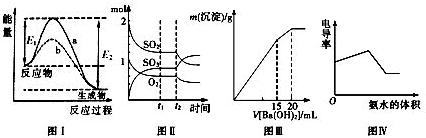 能量
E₁
a
b
E₂
反应物
生成物
反应过程
图Ⅰ
mol
2
1
0
SO₂
SO₃
O₂
t₁
t₂
时间
图Ⅱ
m(沉淀)/g
15
20
V[Ba(OH)₂]/mL
图Ⅲ
电导率
氨水的体积
图Ⅳ